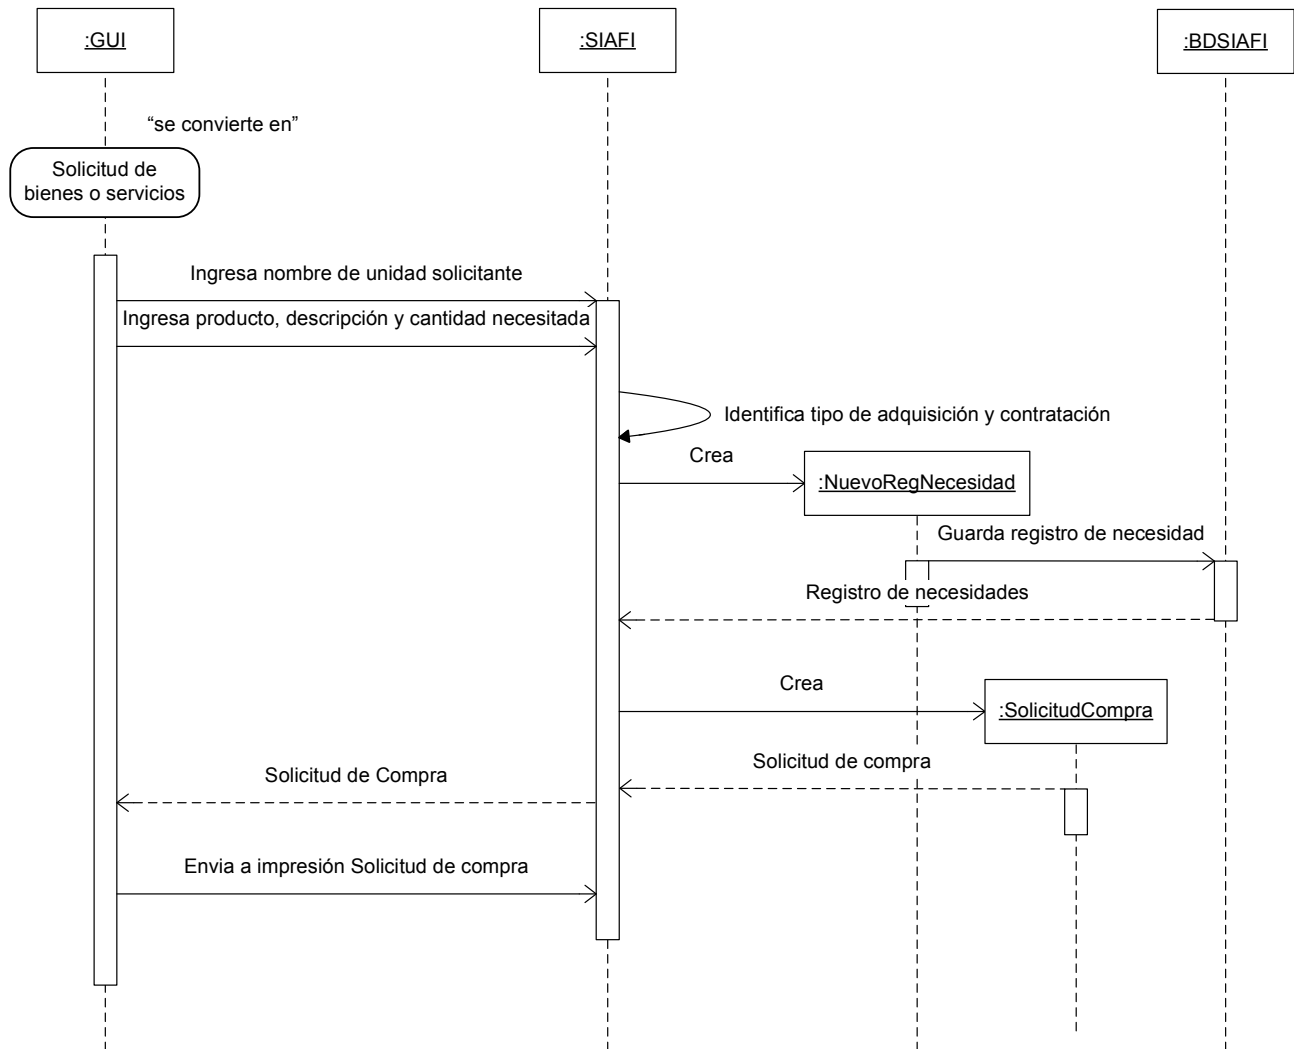 :GUI
:SIAFI
:BDSIAFI
“se convierte en”
Solicitud de
bienes o servicios
Ingresa nombre de unidad solicitante
Ingresa producto, descripción y cantidad necesitada
Identifica tipo de adquisición y contratación
Crea
:NuevoRegNecesidad
Guarda registro de necesidad
Registro de necesidades
Crea
:SolicitudCompra
Solicitud de compra
Solicitud de Compra
Envia a impresión Solicitud de compra